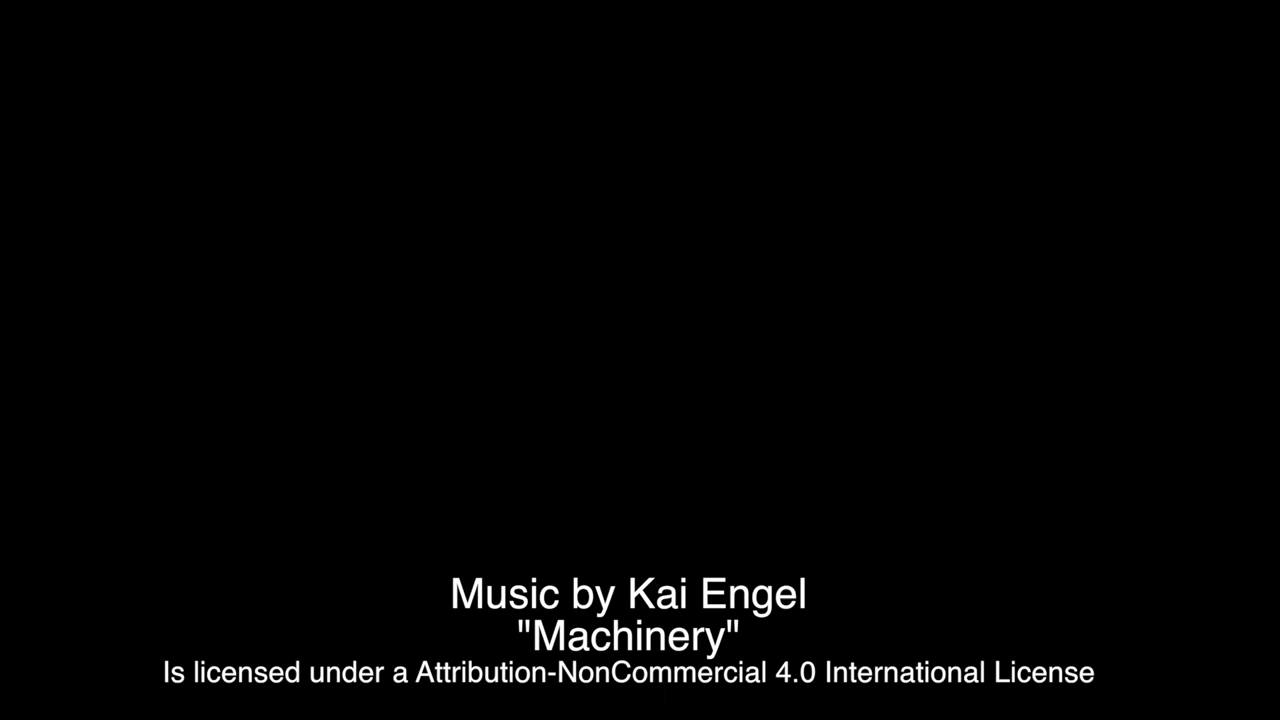 Music by Kai Engel
"Machinery"
Is licensed under a Attribution-NonCommercial 4.0 International License